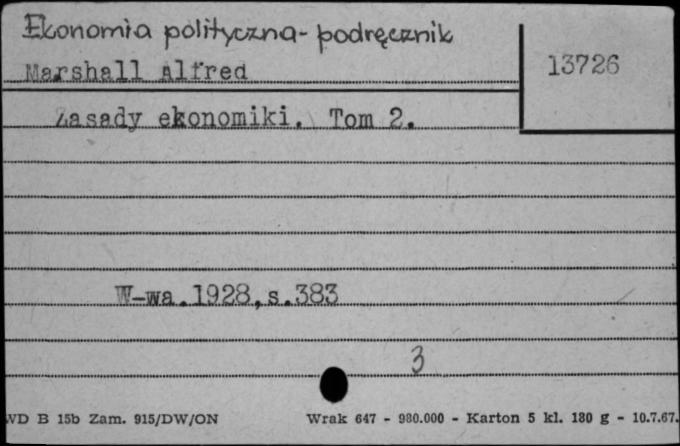 Ekonomia polityczna - podręcznik
Marshall Alfred
13726
Zasady ekonomiki. Tom 2.
W-wa.1928,s.383
3
WD B 15b Zam. 915/DW/ON Wrak 647 - 980.000 - Karton 5 kl. 180 g - 10.7.67.